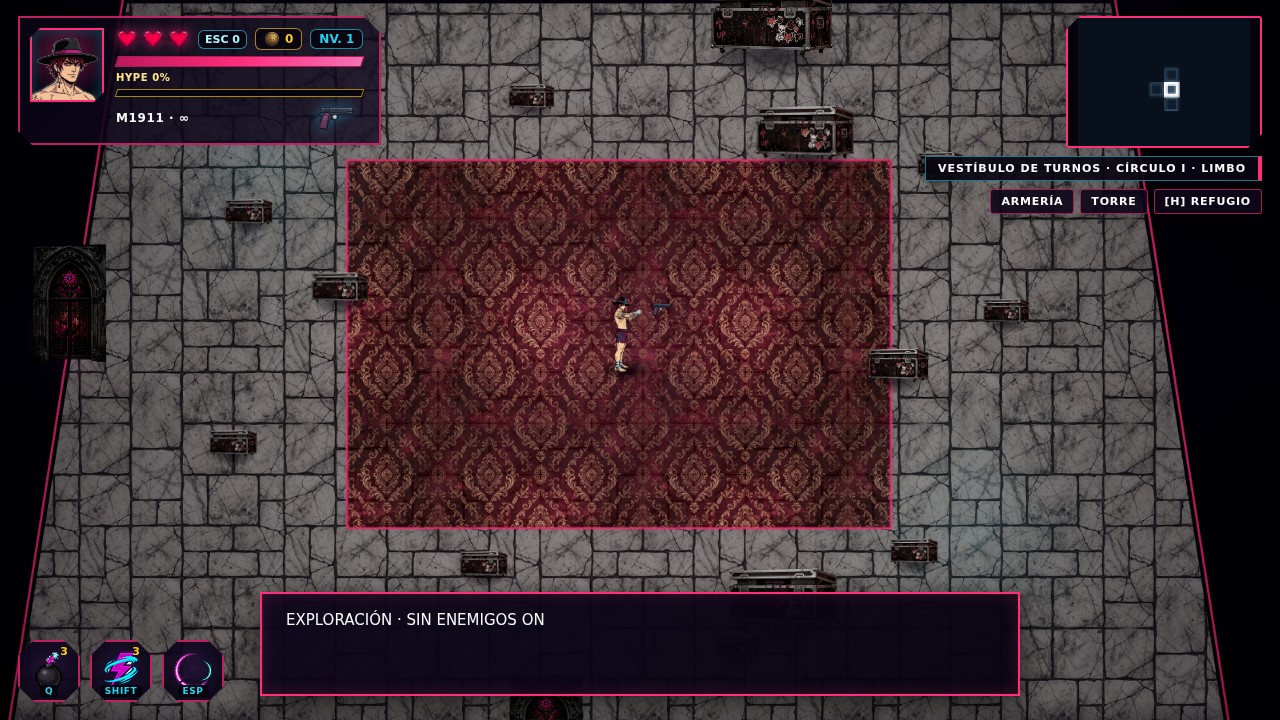 ESC 0
0
NV. 1
HYPE 0%
M1911 · ∞
VESTÍBULO DE TURNOS · CÍRCULO I · LIMBO
ARMERÍA
TORRE
[H] REFUGIO
EXPLORACIÓN · SIN ENEMIGOS ON
3
Q
3
SHIFT
ESP